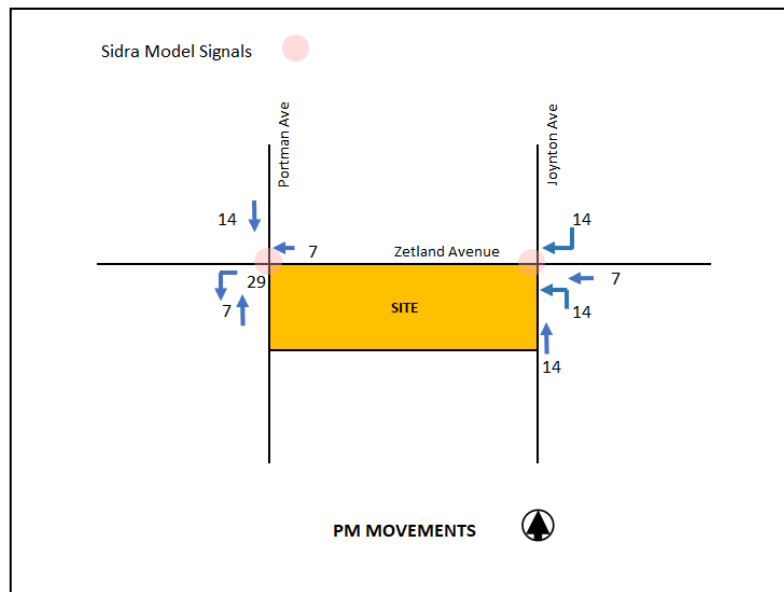 Sidra Model Signals
Portman Ave
Joynton Ave
14
14
7
Zetland Avenue
29
7
7
SITE
14
14
PM MOVEMENTS